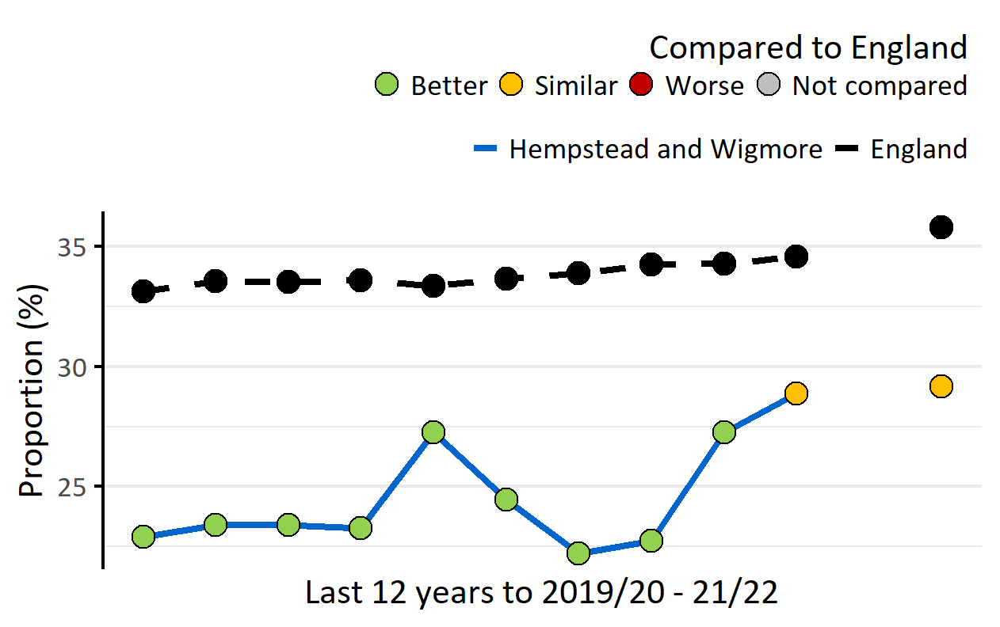 Compared to England
Better Similar Worse Not compared
Hempstead and Wigmore England
35
30
25
Proportion (%)
Last 12 years to 2019/20 - 21/22